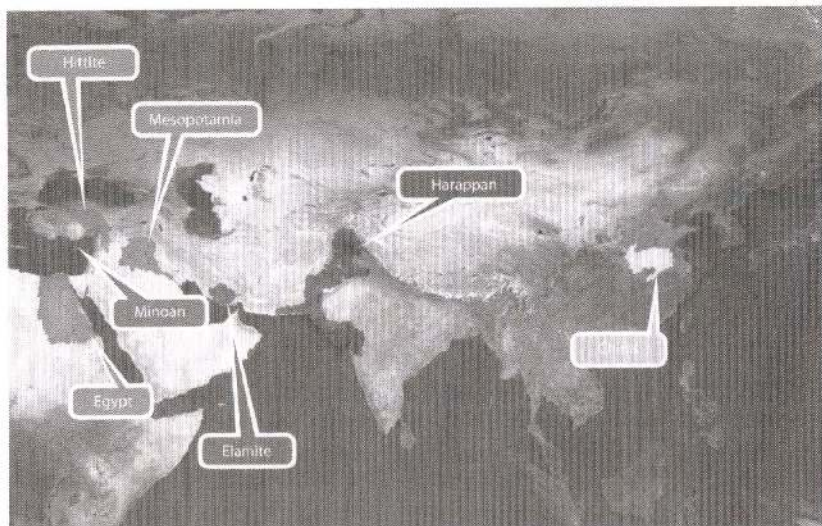 Hittite
Mesopotamia
Harappan
Minoan
Egypt
Elamite